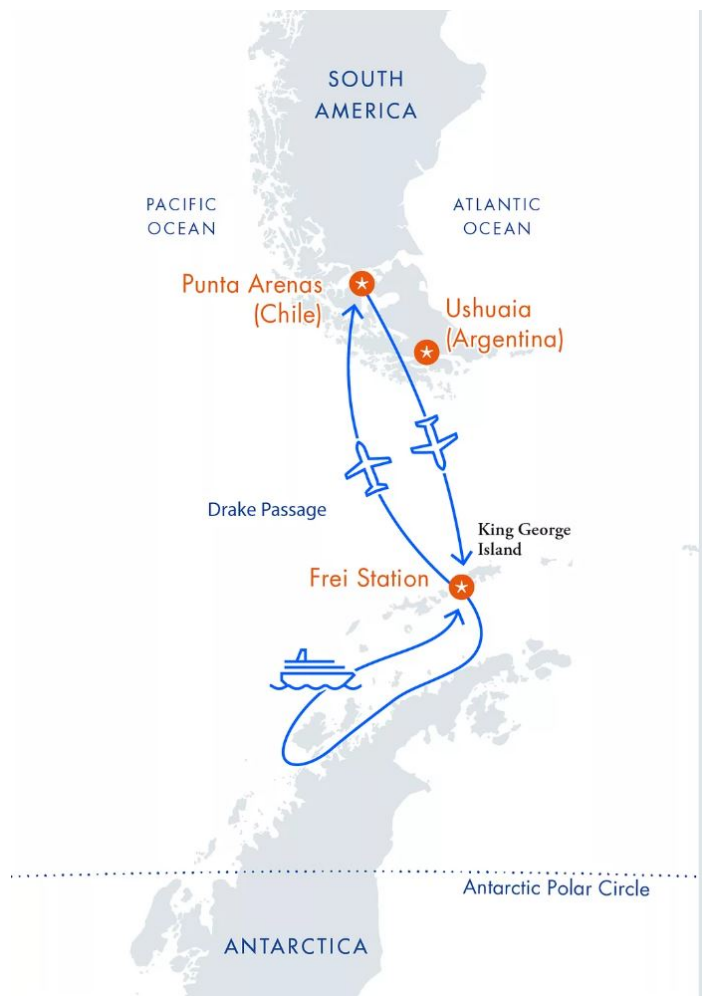 SOUTH
AMERICA
PACIFIC
OCEAN
ATLANTIC
OCEAN
Punta Arenas
(Chile)
Ushuaia
(Argentina)
Drake Passage
King George
Island
Frei Station
Antarctic Polar Circle
ANTARCTICA